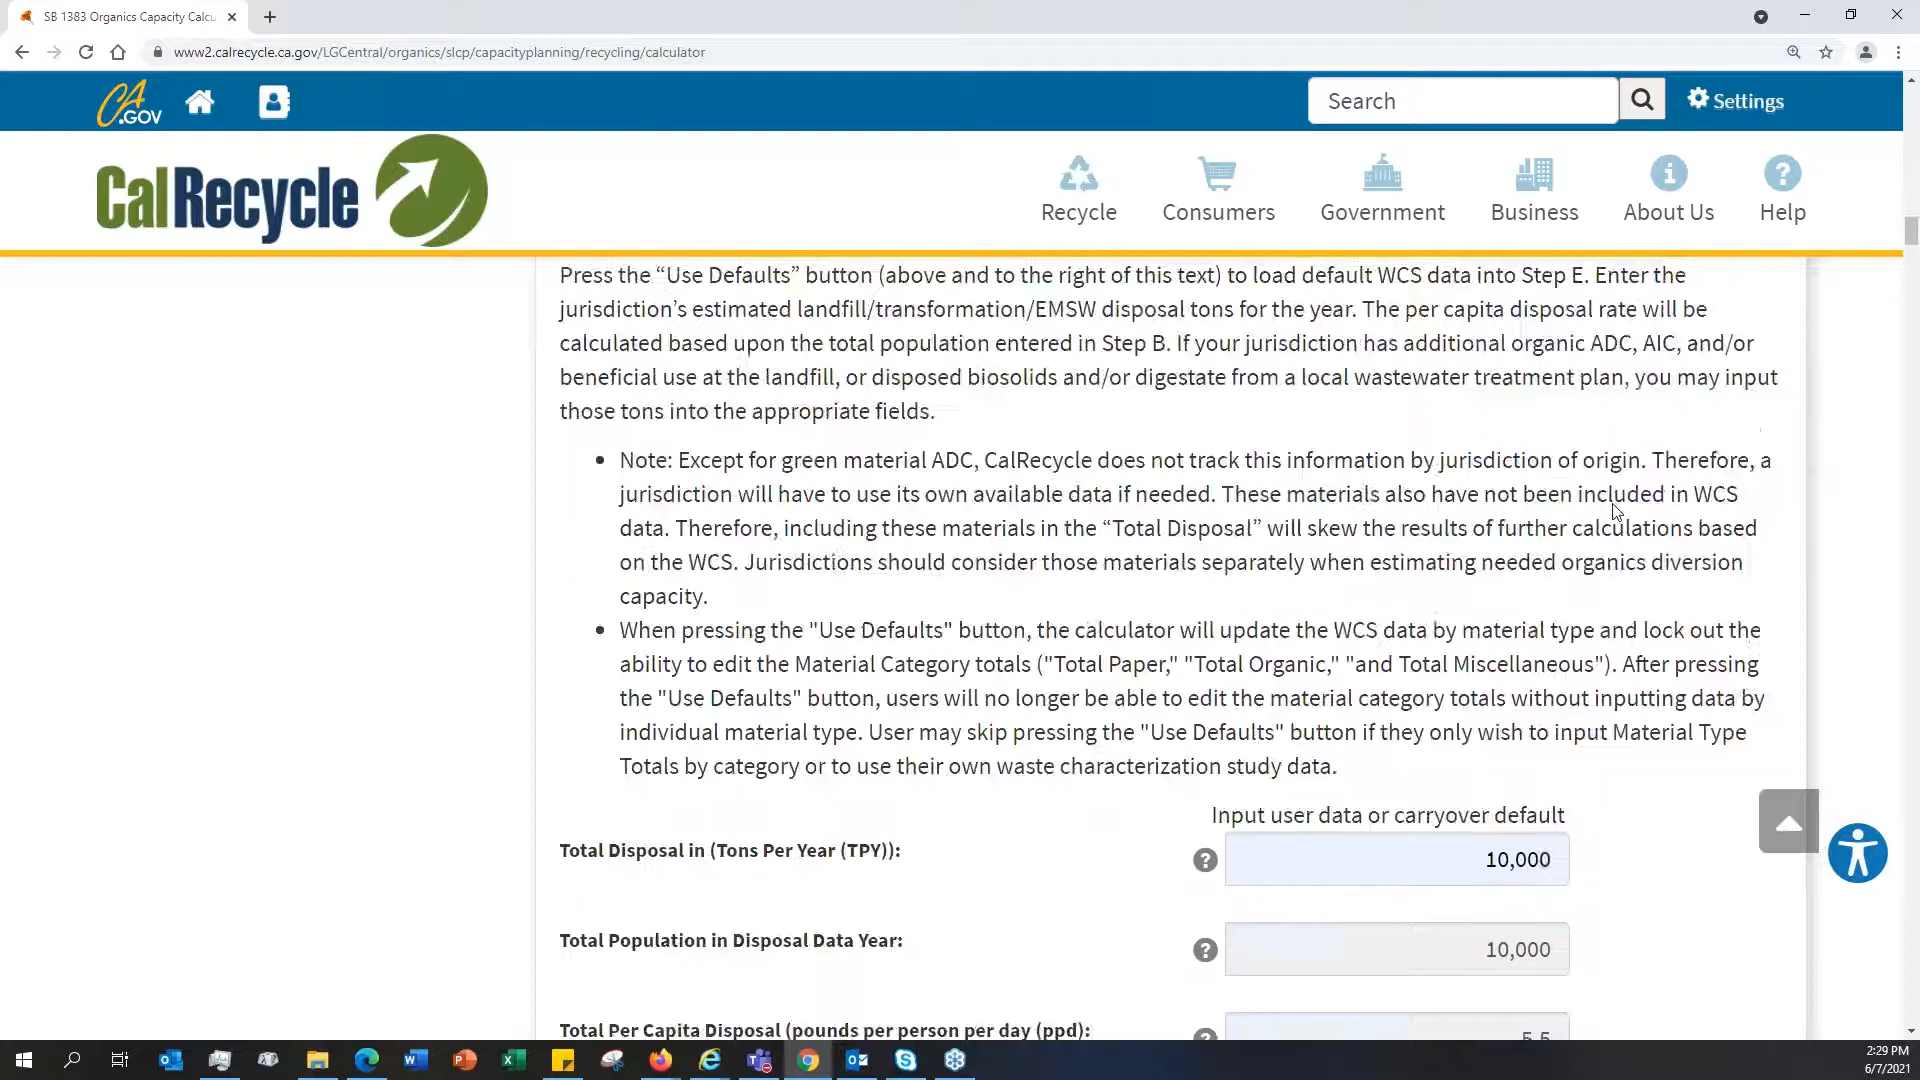 SB 1383 Organics Capacity Calcu
www2.calrecycle.ca.gov/LGCentral/organics/slcp/capacityplanning/recycling/calculator
CA.GOV
Search
Settings
CalRecycle
Recycle
Consumers
Government
Business
About Us
Help
Press the “Use Defaults” button (above and to the right of this text) to load default WCS data into Step E. Enter the
jurisdiction’s estimated landfill/transformation/EMSW disposal tons for the year. The per capita disposal rate will be
calculated based upon the total population entered in Step B. If your jurisdiction has additional organic ADC, AIC, and/or
beneficial use at the landfill, or disposed biosolids and/or digestate from a local wastewater treatment plan, you may input
those tons into the appropriate fields.
• Note: Except for green material ADC, CalRecycle does not track this information by jurisdiction of origin. Therefore, a
jurisdiction will have to use its own available data if needed. These materials also have not been included in WCS
data. Therefore, including these materials in the “Total Disposal” will skew the results of further calculations based
on the WCS. Jurisdictions should consider those materials separately when estimating needed organics diversion
capacity.
• When pressing the "Use Defaults" button, the calculator will update the WCS data by material type and lock out the
ability to edit the Material Category totals ("Total Paper," "Total Organic," "and Total Miscellaneous"). After pressing
the "Use Defaults" button, users will no longer be able to edit the material category totals without inputting data by
individual material type. User may skip pressing the "Use Defaults" button if they only wish to input Material Type
Totals by category or to use their own waste characterization study data.
Input user data or carryover default
Total Disposal in (Tons Per Year (TPY)):
10,000
Total Population in Disposal Data Year:
10,000
Total Per Capita Disposal (pounds per person per day (ppd):
5.5
2:29 PM
6/7/2021